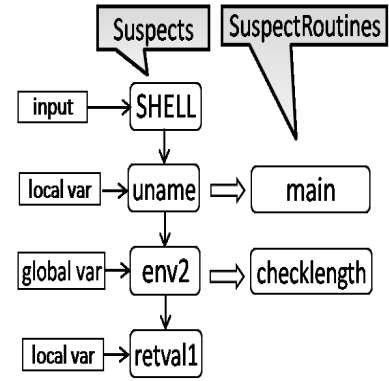 Suspects
SuspectRoutines
input
SHELL
local var
uname
main
global var
env2
checklength
local var
retval1